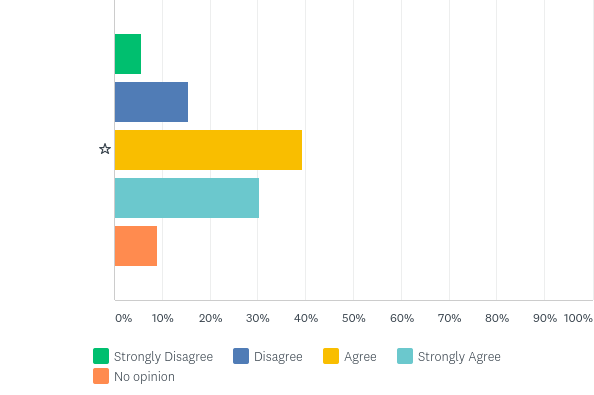 0% 10% 20% 30% 40% 50% 60% 70% 80% 90% 100%
Strongly Disagree Disagree Agree Strongly Agree
No opinion